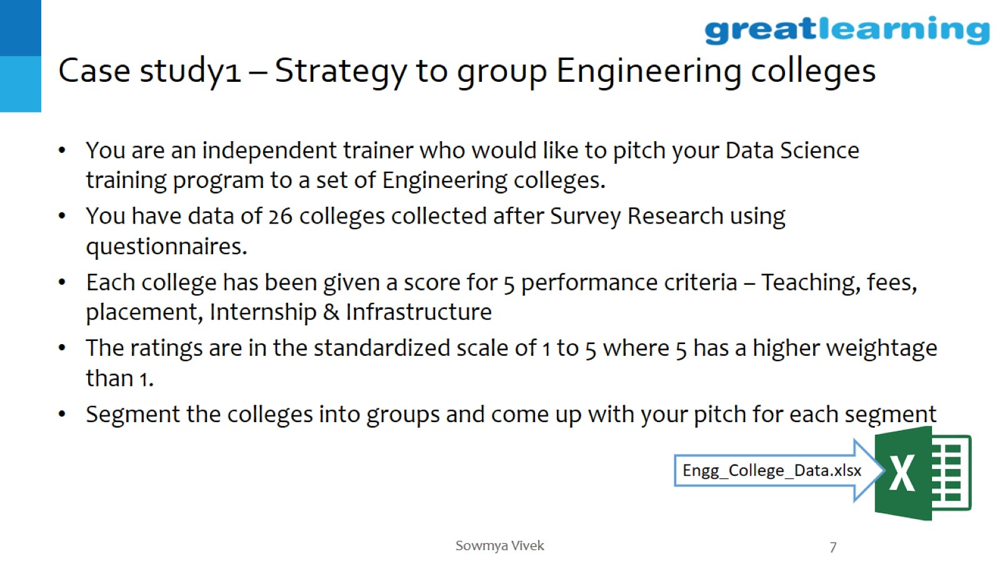 greatlearning
Case study1 – Strategy to group Engineering colleges
• You are an independent trainer who would like to pitch your Data Science
training program to a set of Engineering colleges.
• You have data of 26 colleges collected after Survey Research using
questionnaires.
• Each college has been given a score for 5 performance criteria – Teaching, fees,
placement, Internship & Infrastructure
• The ratings are in the standardized scale of 1 to 5 where 5 has a higher weightage
than 1.
• Segment the colleges into groups and come up with your pitch for each segment
Engg_College_Data.xlsx
X
Sowmya Vivek
7